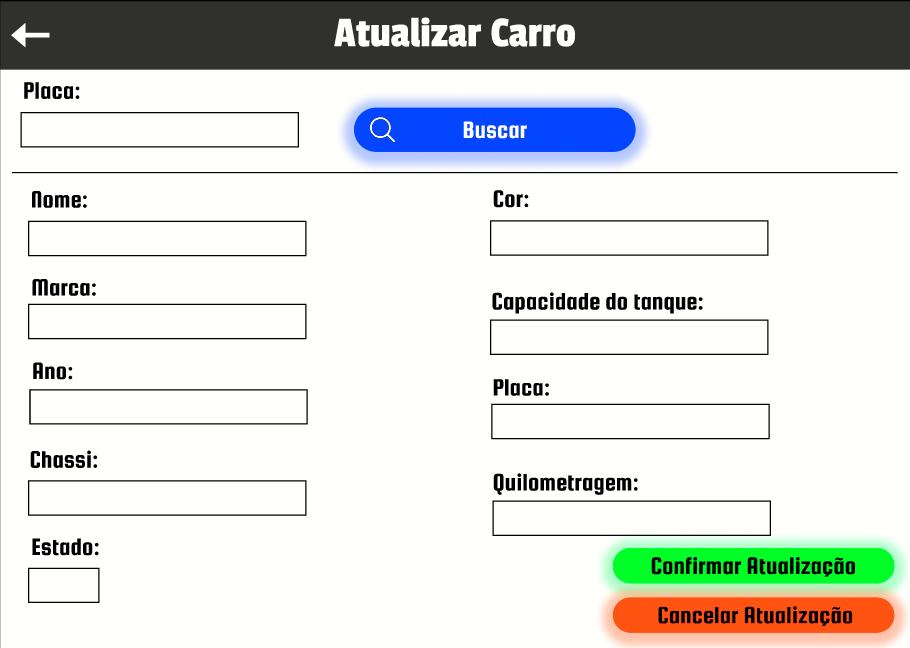 Atualizar Carro
Placa:
Buscar
Nome:
Cor:
Marca:
Capacidade do tanque:
Ano:
Placa:
Chassi:
Quilometragem:
Estado:
Confirmar Atualização
Cancelar Atualização